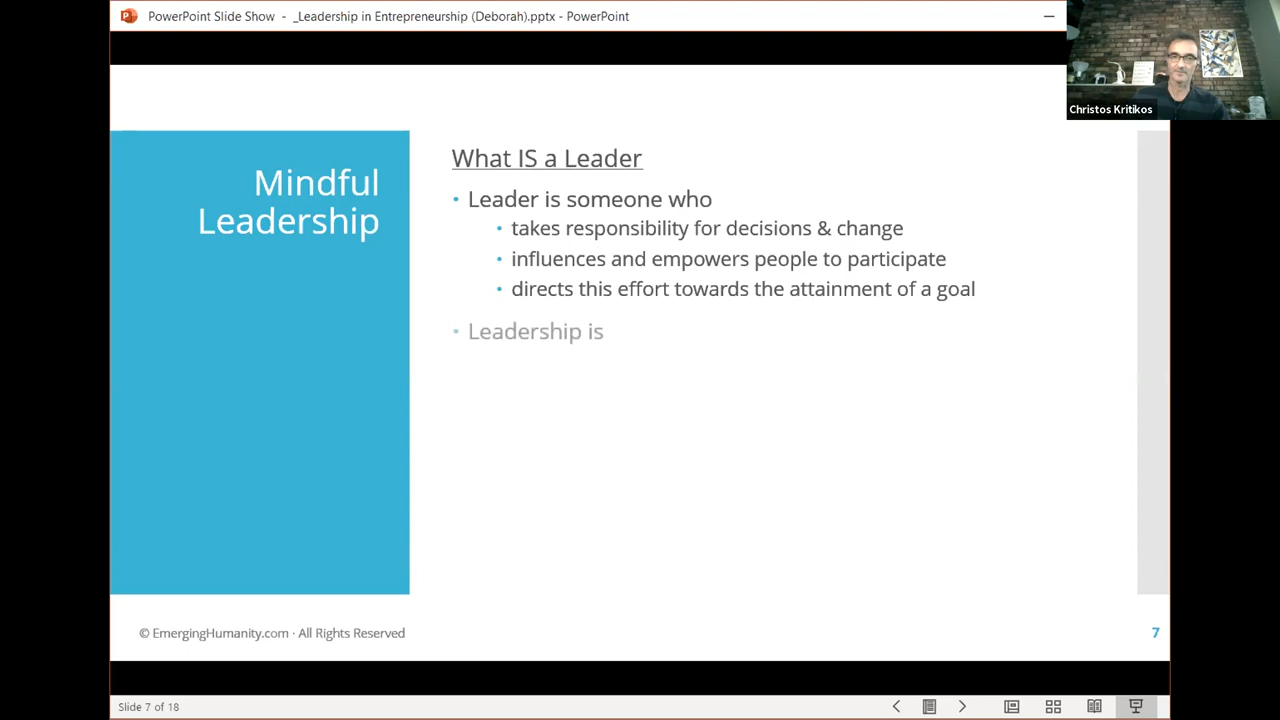 PowerPoint Slide Show - _Leadership in Entrepreneurship (Deborah).pptx - PowerPoint
Christos Kritikos
Mindful
Leadership
What IS a Leader
• Leader is someone who
• takes responsibility for decisions & change
• influences and empowers people to participate
• directs this effort towards the attainment of a goal
• Leadership is
© EmergingHumanity.com · All Rights Reserved
7
Slide 7 of 18